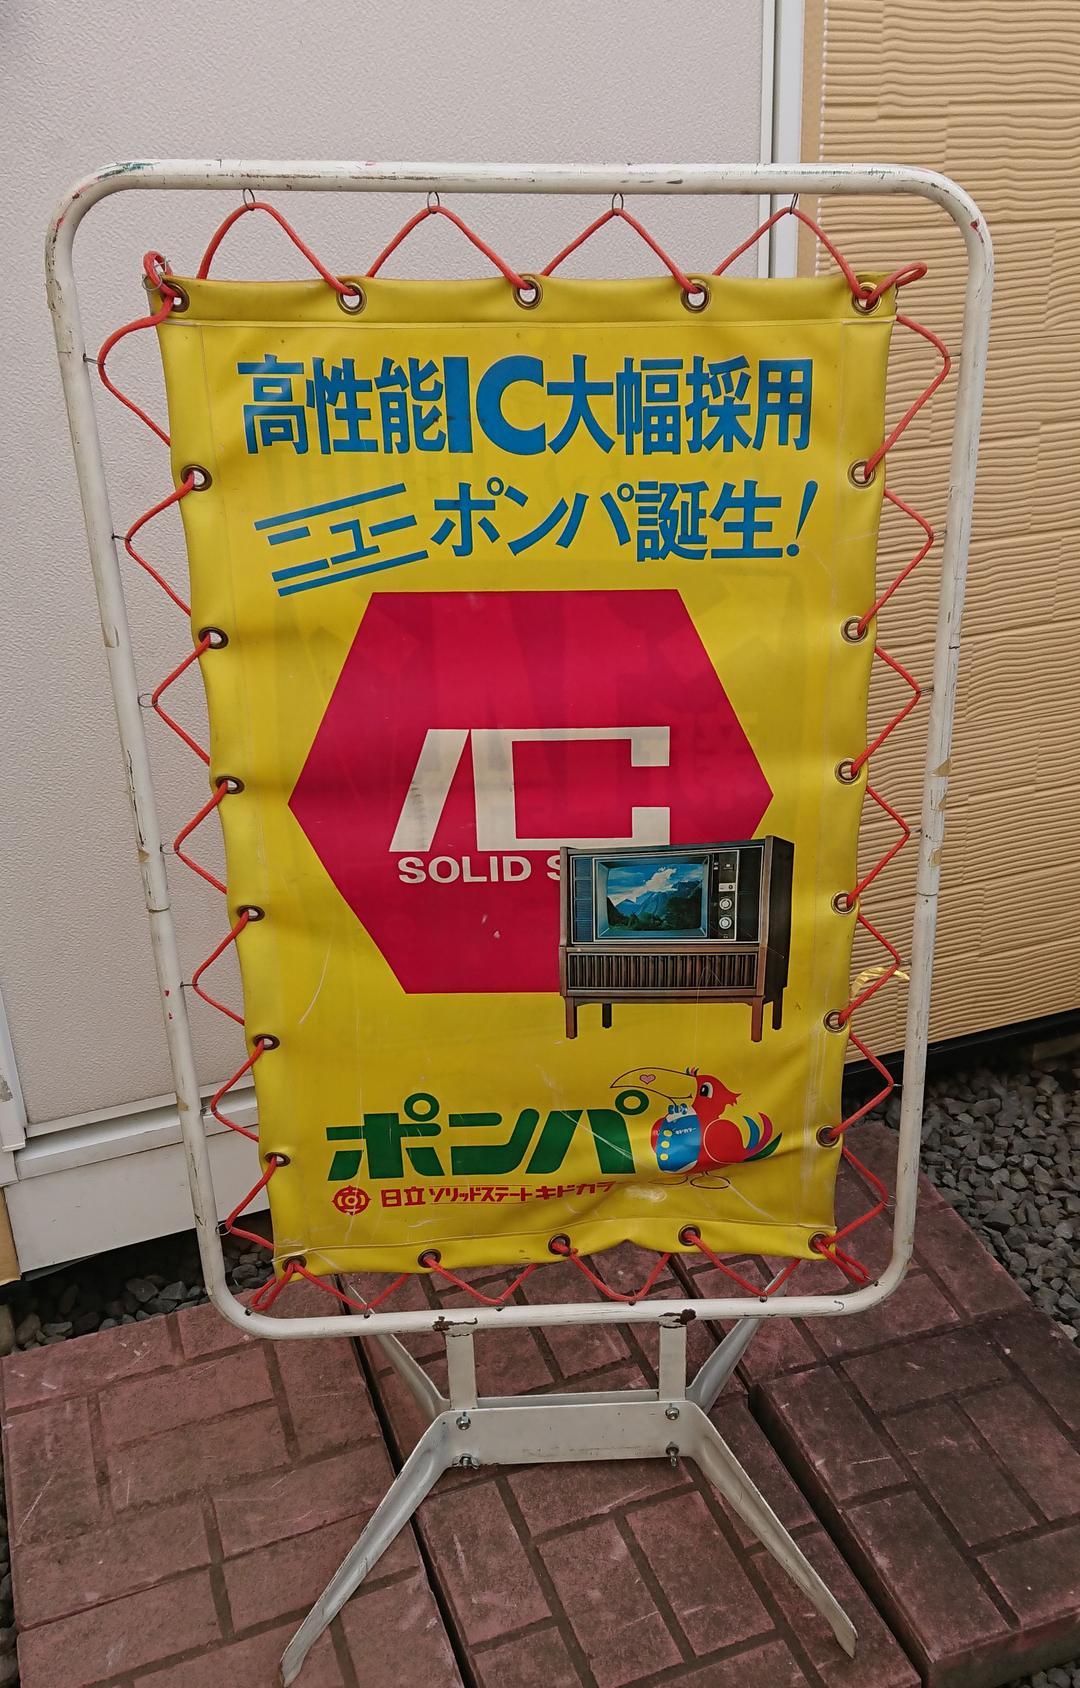 高性能IC大幅採用
ニューポンパ誕生!
IC
SOLID
ポンパ
日立ソリッドステートキドカラー